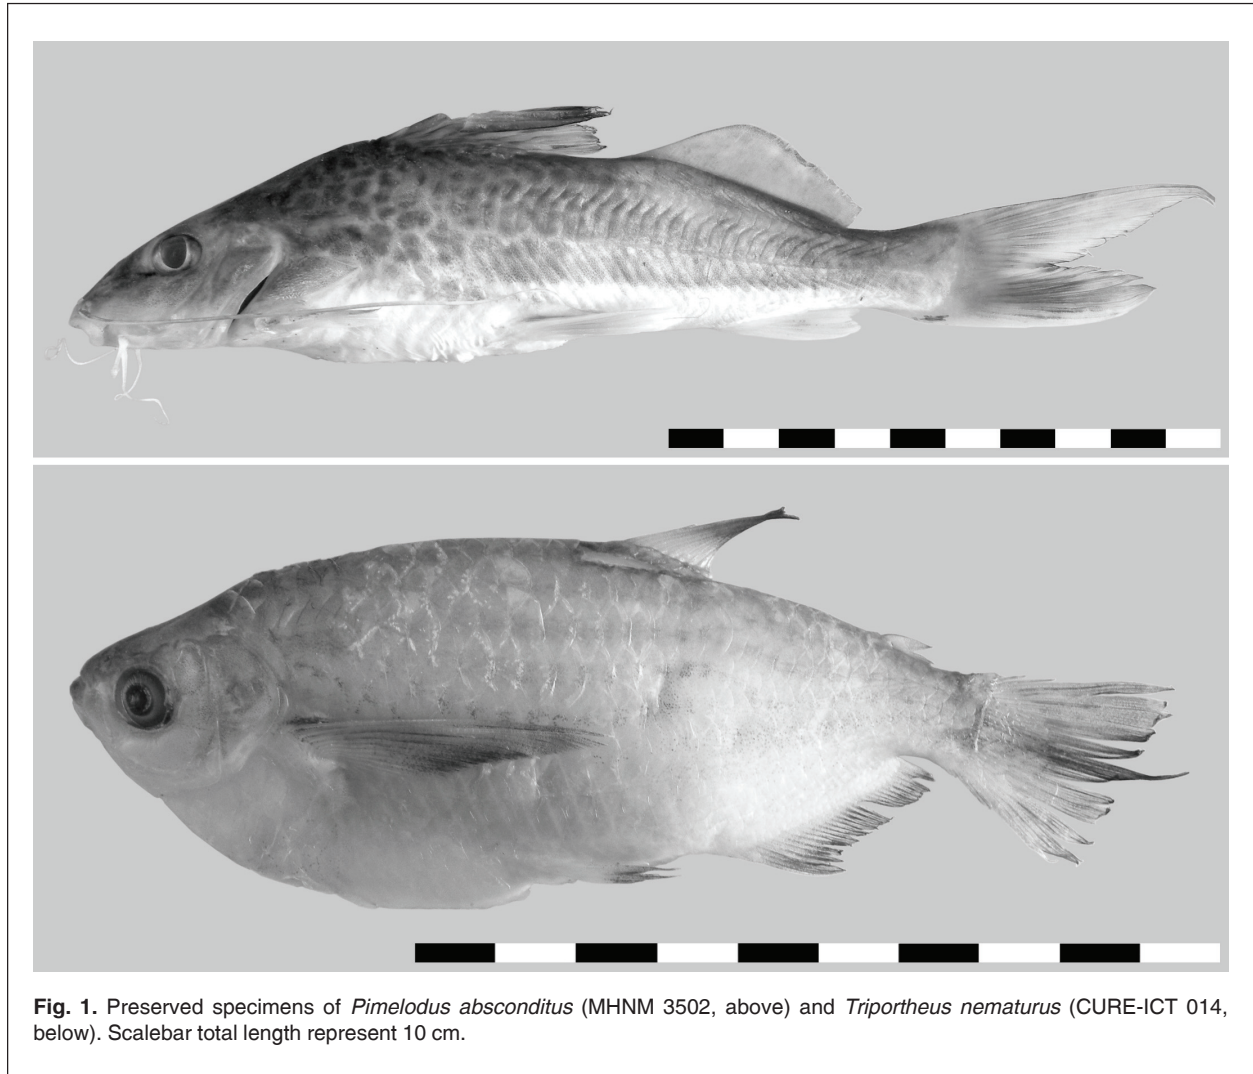 Fig. 1. Preserved specimens of Pimelodus absconditus (MHNM 3502, above) and Triportheus nematurus (CURE-ICT 014,
below). Scalebar total length represent 10 cm.